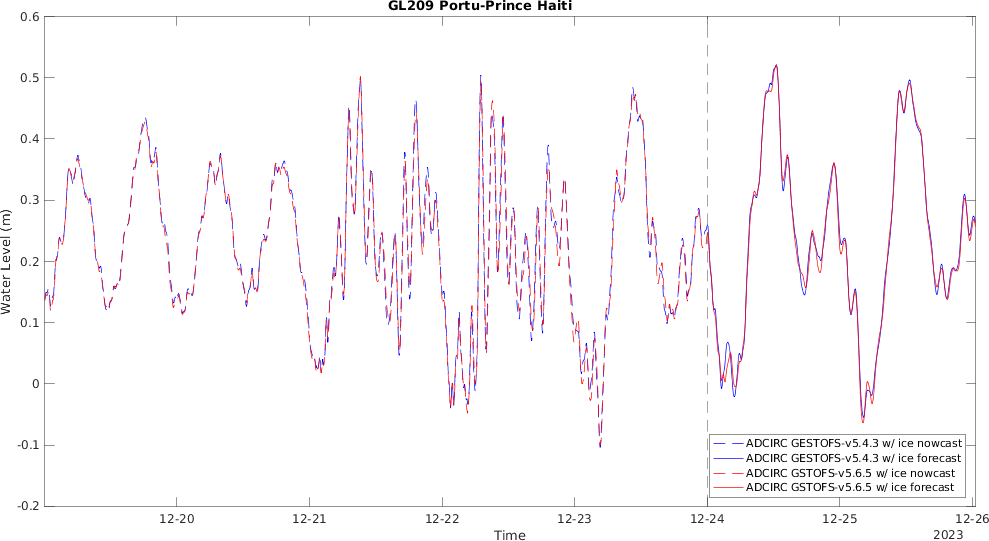 GL209 Portu-Prince Haiti
0.6
0.5
0.4
0.3
0.2
0.1
0
-0.1
-0.2
Water Level (m)
ADCIRC GESTOFS-v5.4.3 w/ ice nowcast
ADCIRC GESTOFS-v5.4.3 w/ ice forecast
ADCIRC GSTOFS-v5.6.5 w/ ice nowcast
ADCIRC GSTOFS-v5.6.5 w/ ice forecast
12-20 12-21 12-22 12-23 12-24 12-25 12-26
Time
2023